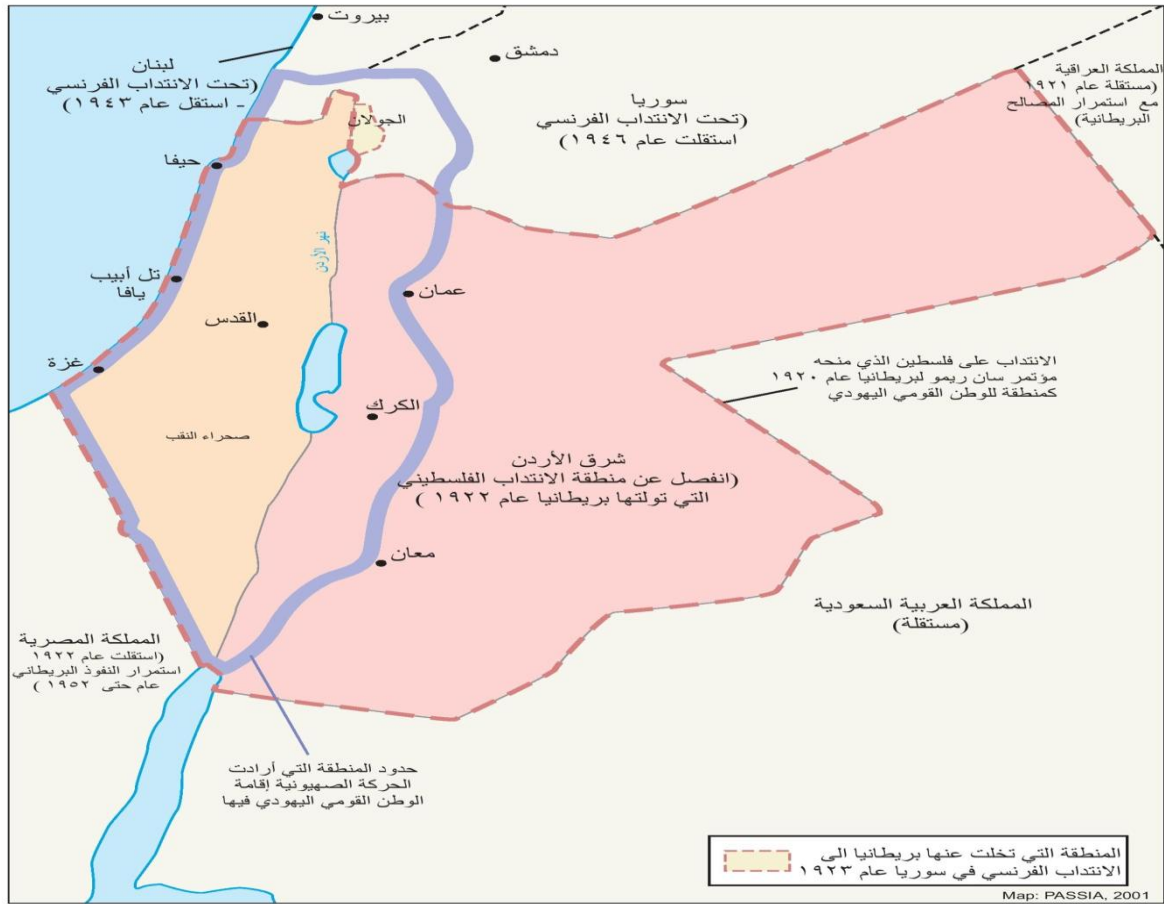 بيروت
دمشق
لبنان
(تحت الانتداب الفرنسي
- استقل عام ١٩٤٣)
المملكة العراقية
(مستقلة عام ١٩٢١
مع استمرار المصالح
البريطانية)
سوريا
(تحت الانتداب الفرنسي
استقلت عام ١٩٤٦)
الجولان
حيفا
نهر الأردن
تل أبيب
يافا
عمان
القدس
غزة
الانتداب على فلسطين الذي منحه
مؤتمر سان ريمو لبريطانيا عام ١٩٢٠
كمنطقة للوطن القومي اليهودي
الكرك
صحراء النقب
شرق الأردن
(انفصل عن منطقة الانتداب الفلسطيني
التي تولتها بريطانيا عام ١٩٢٢)
معان
المملكة العربية السعودية
(مستقلة)
المملكة المصرية
(استقلت عام ١٩٢٢
استمرار النفوذ البريطاني
عام حتى ١٩٥٢)
حدود المنطقة التي أرادت
الحركة الصهيونية إقامة
الوطن القومي اليهودي فيها
المنطقة التي تخلت عنها بريطانيا الى
الانتداب الفرنسي في سوريا عام ١٩٢٣
Map: PASSIA, 2001